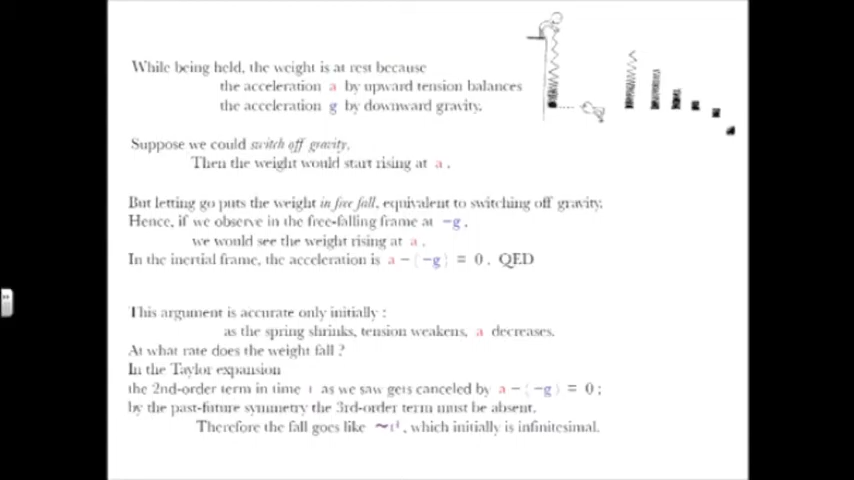 While being held, the weight is at rest because
the acceleration a by upward tension balances
the acceleration g by downward gravity.
Suppose we could switch off gravity.
Then the weight would start rising at a .
But letting go puts the weight in free fall, equivalent to switching off gravity.
Hence, if we observe in the free-falling frame at -g ,
we would see the weight rising at a .
In the inertial frame, the acceleration is a - ( -g ) = 0 . QED
This argument is accurate only initially :
as the spring shrinks, tension weakens, a decreases.
At what rate does the weight fall ?
In the Taylor expansion
the 2nd-order term in time t as we saw gets canceled by a - ( -g ) = 0 ;
by the past-future symmetry the 3rd-order term must be absent.
Therefore the fall goes like ~t⁴, which initially is infinitesimal.